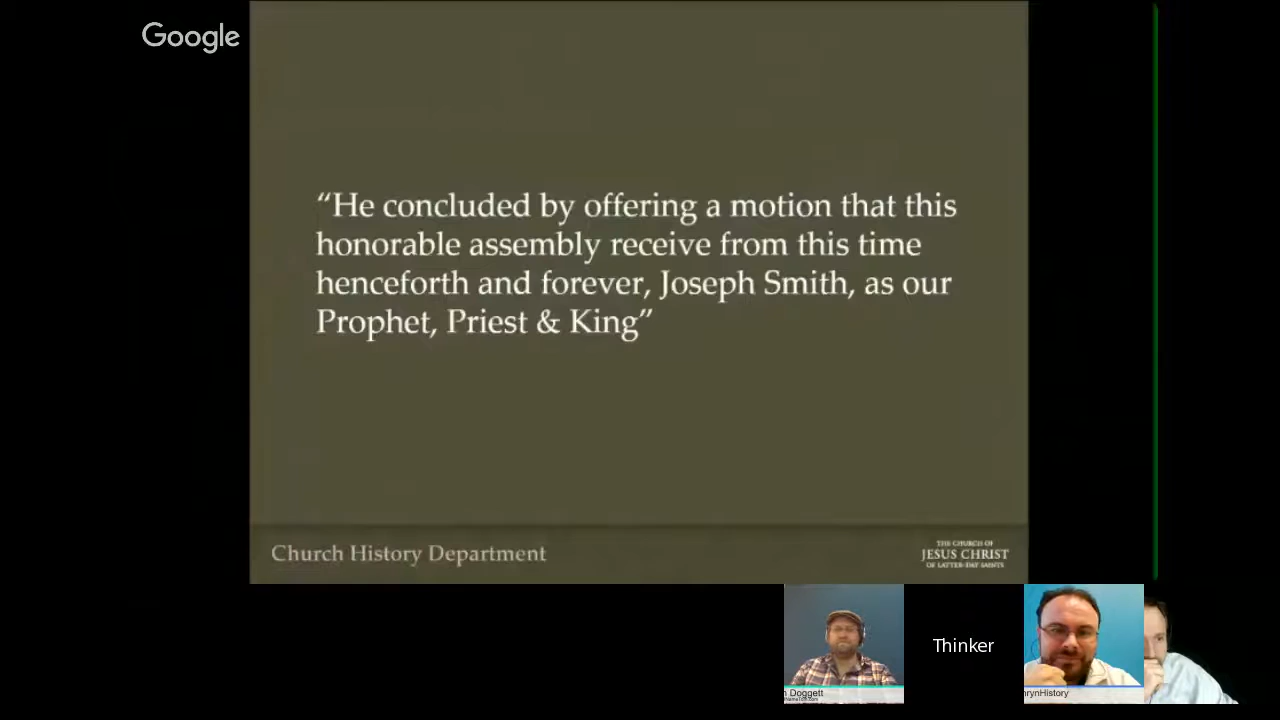 Google
“He concluded by offering a motion that this
honorable assembly receive from this time
henceforth and forever, Joseph Smith, as our
Prophet, Priest & King”
Church History Department
THE CHURCH OF
JESUS CHRIST
OF LATTER-DAY SAINTS
Thinker
Doggett